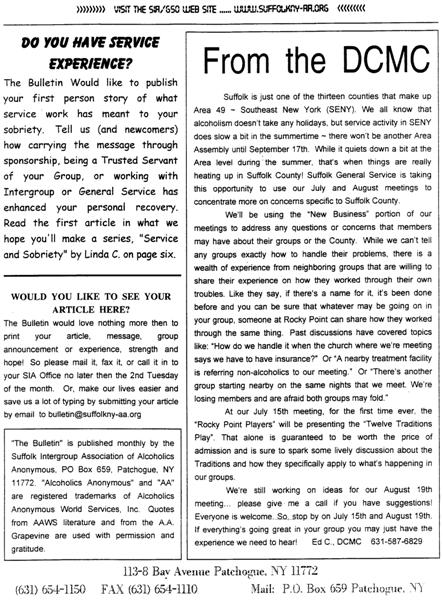 »»»»» VISIT THE SIA/GSO WEB SITE ...... WWW.SUFFOLKNY-AA.ORG «««««
DO YOU HAVE SERVICE
EXPERIENCE?
The Bulletin Would like to publish
your first person story of what
service work has meant to your
sobriety. Tell us (and newcomers)
how carrying the message through
sponsorship, being a Trusted Servant
of your Group, or working with
Intergroup or General Service has
enhanced your personal recovery.
Read the first article in what we
hope you'll make a series, "Service
and Sobriety" by Linda C. on page six.
WOULD YOU LIKE TO SEE YOUR
ARTICLE HERE?
The Bulletin would love nothing more then to
print your article, message, group
announcement or experience, strength and
hope! So please mail it, fax it, or call it in to
your SIA Office no later then the 2nd Tuesday
of the month. Or, make our lives easier and
save us a lot of typing by submitting your article
by email to bulletin@suffolkny-aa.org
"The Bulletin" is published monthly by the
Suffolk Intergroup Association of Alcoholics
Anonymous, PO Box 659, Patchogue, NY
11772. "Alcoholics Anonymous" and "AA"
are registered trademarks of Alcoholics
Anonymous World Services, Inc. Quotes
from AAWS literature and from the A.A.
Grapevine are used with permission and
gratitude.
From the DCMC
Suffolk is just one of the thirteen counties that make up
Area 49 ~ Southeast New York (SENY). We all know that
alcoholism doesn't take any holidays, but service activity in SENY
does slow a bit in the summertime ~ there won't be another Area
Assembly until September 17th. While it quiets down a bit at the
Area level during the summer, that's when things are really
heating up in Suffolk County! Suffolk General Service is taking
this opportunity to use our July and August meetings to
concentrate more on concerns specific to Suffolk County.
We'll be using the "New Business" portion of our
meetings to address any questions or concerns that members
may have about their groups or the County. While we can't tell
any groups exactly how to handle their problems, there is a
wealth of experience from neighboring groups that are willing to
share their experience on how they worked through their own
troubles. Like they say, if there's a name for it, it's been done
before and you can be sure that whatever may be going on in
your group, someone at Rocky Point can share how they worked
through the same thing. Past discussions have covered topics
like: "How do we handle it when the church where we're meeting
says we have to have insurance?" Or "A nearby treatment facility
is referring non-alcoholics to our meeting." Or "There's another
group starting nearby on the same nights that we meet. We're
losing members and are afraid both groups may fold."
At our July 15th meeting, for the first time ever, the
"Rocky Point Players" will be presenting the "Twelve Traditions
Play". That alone is guaranteed to be worth the price of
admission and is sure to spark some lively discussion about the
Traditions and how they specifically apply to what's happening in
our groups.
We're still working on ideas for our August 19th
meeting... please give me a call if you have suggestions!
Everyone is welcome. So, stop by on July 15th and August 19th.
If everything's going great in your group you may just have the
experience we need to hear! Ed C., DCMC 631-587-6829
113-8 Bay Avenue Patchogue, NY 11772
(631) 654-1150 FAX (631) 654-1110 Mail: P.O. Box 659 Patchogue, NY